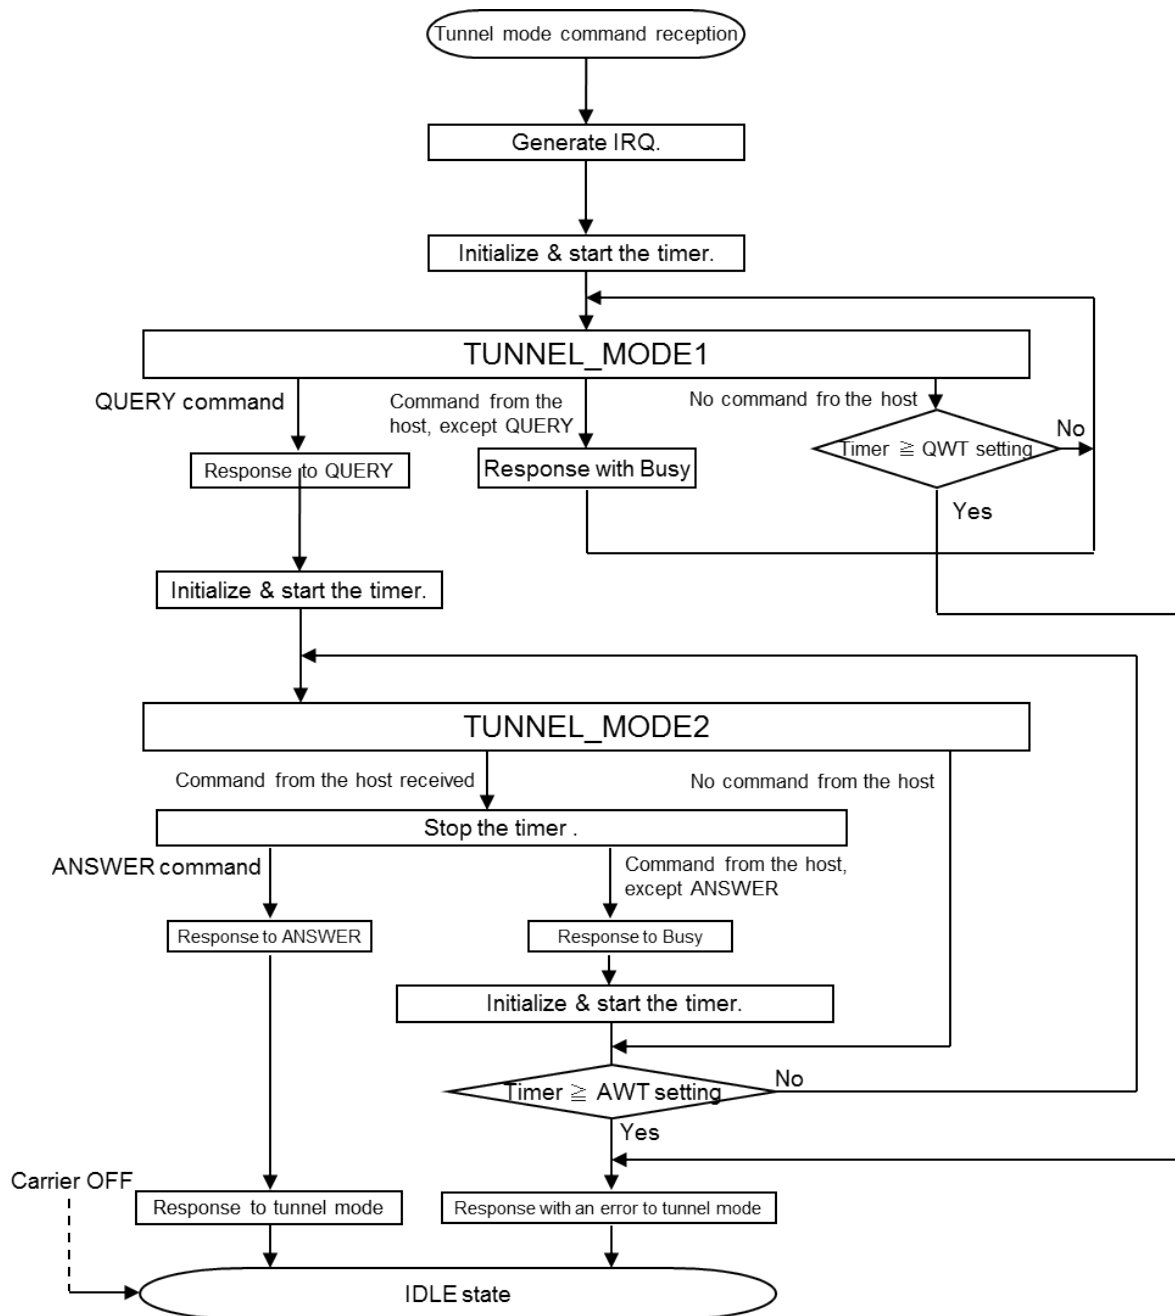 Tunnel mode command reception
Generate IRQ.
Initialize & start the timer.
TUNNEL_MODE1
QUERY command
Command from the
host, except QUERY
No command fro the host
Response to QUERY
Response with Busy
Timer ≧ QWT setting
No
Yes
Initialize & start the timer.
TUNNEL_MODE2
Command from the host received
No command from the host
Stop the timer .
ANSWER command
Command from the host,
except ANSWER
Response to ANSWER
Response to Busy
Initialize & start the timer.
Timer ≧ AWT setting
No
Yes
Carrier OFF
Response to tunnel mode
Response with an error to tunnel mode
IDLE state